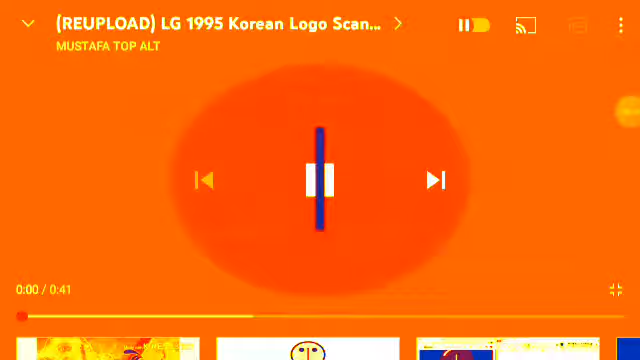 (REUPLOAD) LG 1995 Korean Logo Scan...
MUSTAFA TOP ALT
0:00 / 0:41